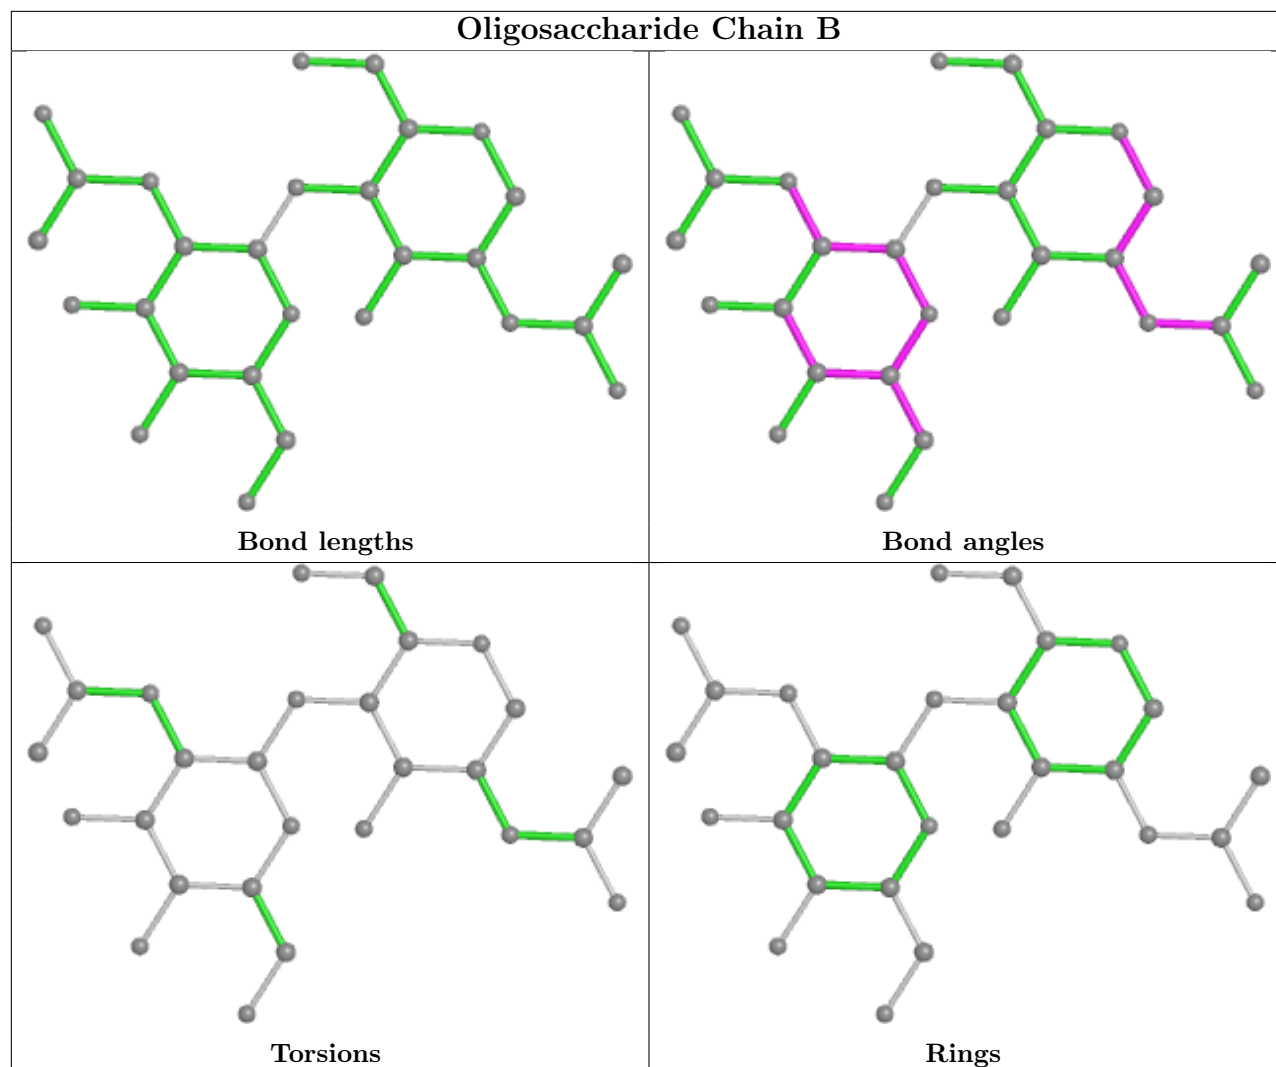 Oligosaccharide Chain B
Bond lengths
Bond angles
Torsions
Rings